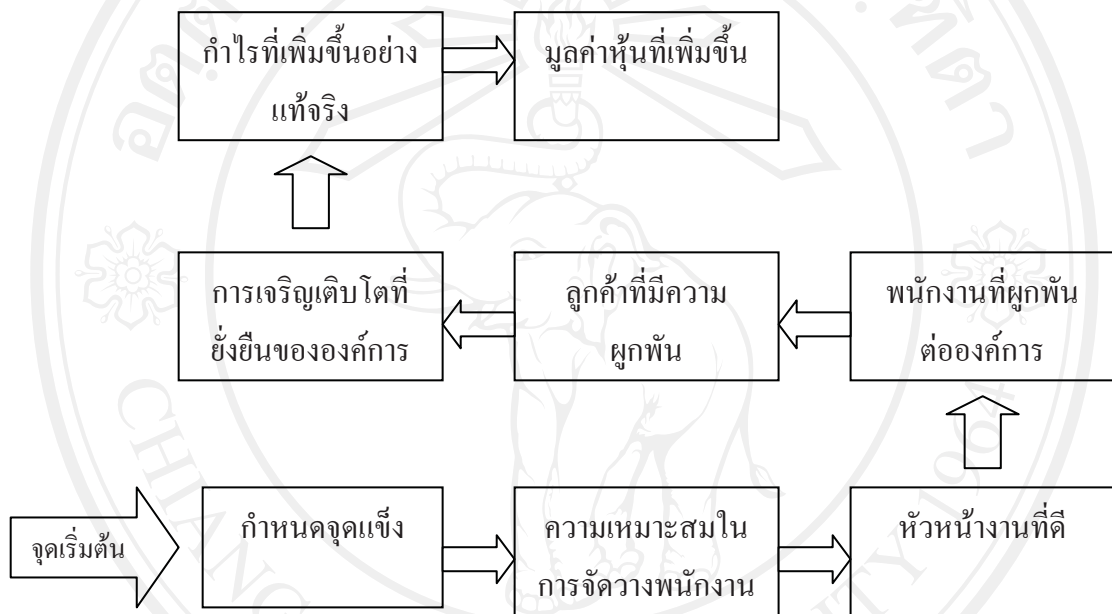 กำไรที่เพิ่มขึ้นอย่าง
แท้จริง
มูลค่าหุ้นที่เพิ่มขึ้น
การเจริญเติบโตที่
ยั่งยืนขององค์การ
ลูกค้าที่มีความ
ผูกพัน
พนักงานที่ผูกพัน
ต่อองค์การ
จุดเริ่มต้น
กำหนดจุดแข็ง
ความเหมาะสมใน
การจัดวางพนักงาน
หัวหน้างานที่ดี